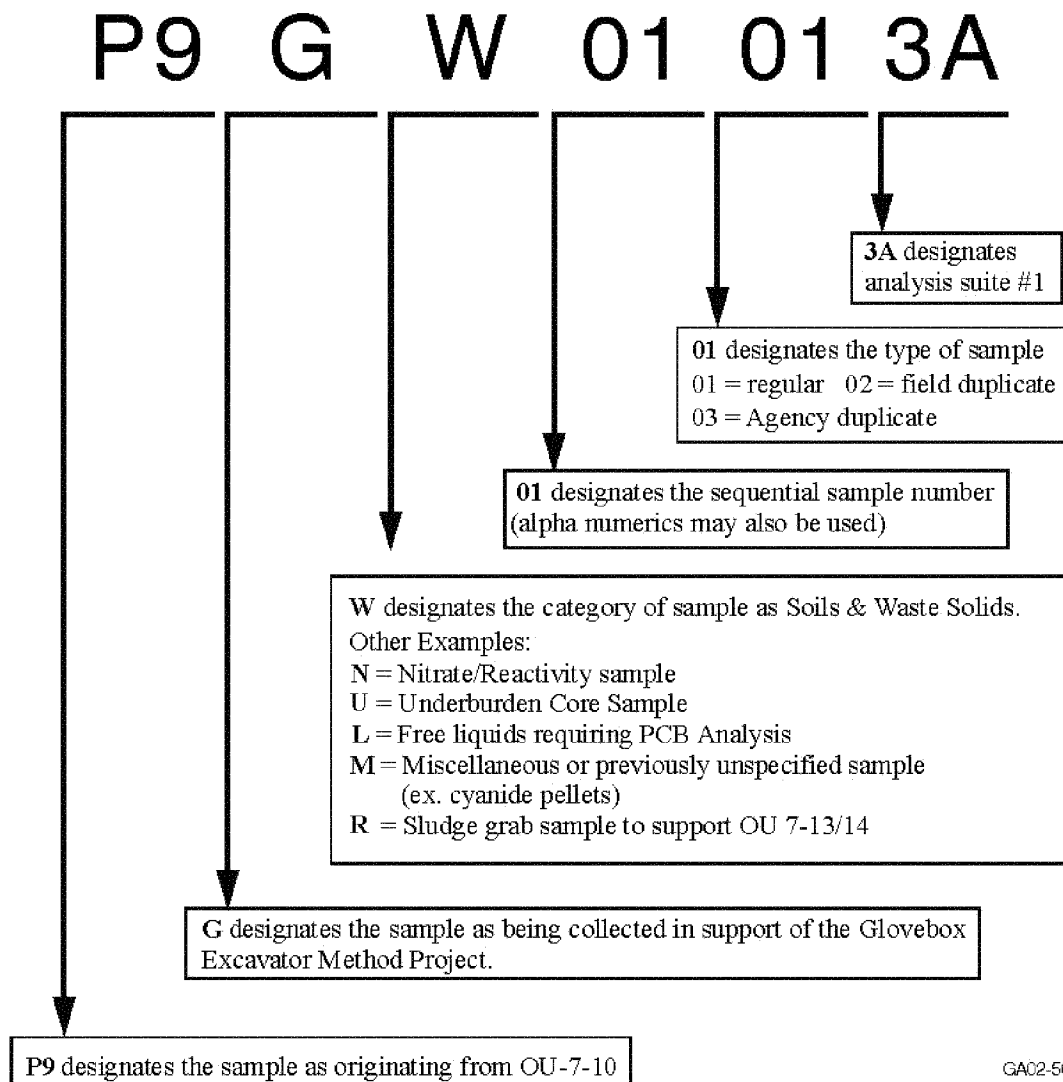 P9 G W 01 01 3A
3A designates
analysis suite #1
01 designates the type of sample
01 = regular 02 = field duplicate
03 = Agency duplicate
01 designates the sequential sample number
(alpha numerics may also be used)
W designates the category of sample as Soils & Waste Solids.
Other Examples:
N = Nitrate/Reactivity sample
U = Underburden Core Sample
L = Free liquids requiring PCB Analysis
M = Miscellaneous or previously unspecified sample
(ex. cyanide pellets)
R = Sludge grab sample to support OU 7-13/14
G designates the sample as being collected in support of the Glovebox
Excavator Method Project.
P9 designates the sample as originating from OU-7-10